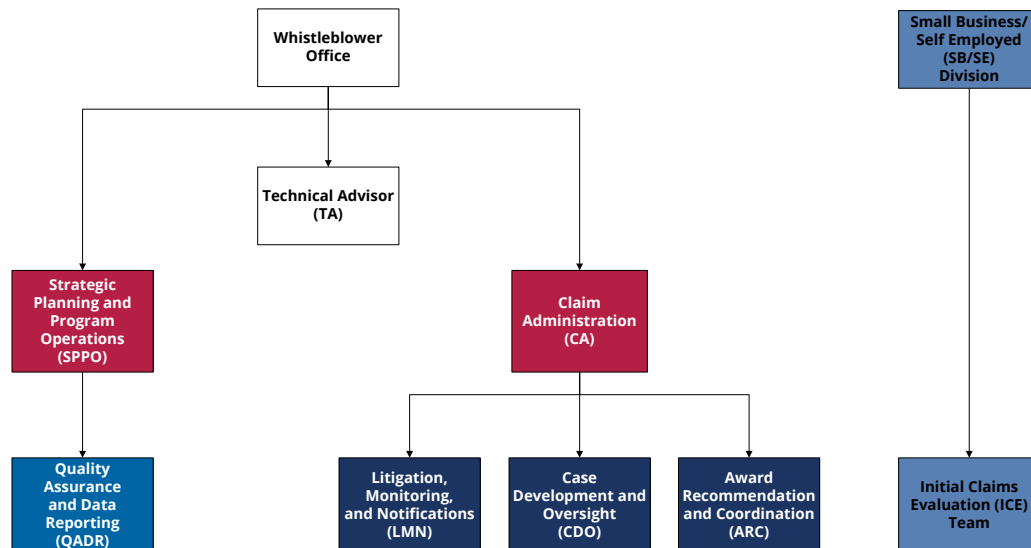 Whistleblower
Office
Small Business/
Self Employed
(SB/SE)
Division
Technical Advisor
(TA)
Strategic
Planning and
Program
Operations
(SPPO)
Claim
Administration
(CA)
Quality
Assurance
and Data
Reporting
(QADR)
Litigation,
Monitoring,
and Notifications
(LMN)
Case
Development and
Oversight
(CDO)
Award
Recommendation
and Coordination
(ARC)
Initial Claims
Evaluation (ICE)
Team